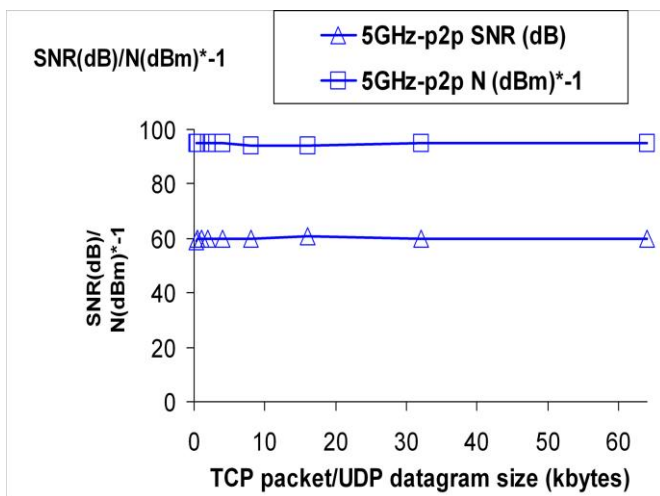 SNR(dB)/N(dBm)*-1
5GHz-p2p SNR (dB)
5GHz-p2p N (dBm)*-1
100
80
60
40
20
0
SNR(dB)/
N(dBm)*-1
0 10 20 30 40 50 60
TCP packet/UDP datagram size (kbytes)